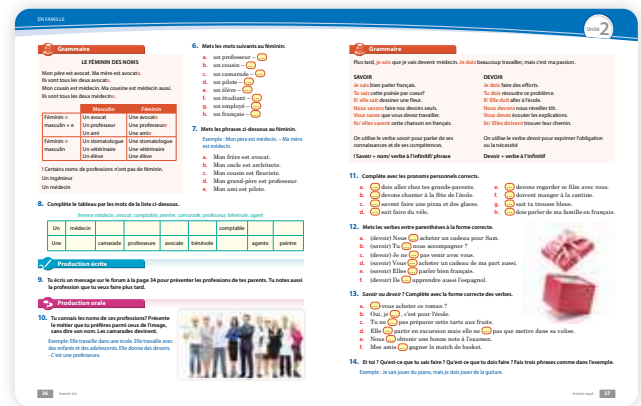 EN FAMILLE
Unité 2
Grammaire
LE FÉMININ DES NOMS
Mon père est avocat. Ma mère est avocate.
Ils sont tous les deux avocats.
Mon cousin est médecin. Ma cousine est médecin aussi.
Ils sont tous les deux médecins.
Masculin Féminin
Féminin = Un avocat Une avocate
masculin + e Un professeur Une professeure
Un ami Une amie
Féminin = Un stomatologue Une stomatologue
masculin Un vétérinaire Une vétérinaire
Un élève Une élève
! Certains noms de professions n'ont pas de féminin.
Un ingénieur
Un médecin
6. Mets les mots suivants au féminin:
a. un professeur – ...
b. un cousin – ...
c. un camarade – ...
d. un pilote – ...
e. un élève – ...
f. un étudiant – ...
g. un employé – ...
h. un français – ...
7. Mets les phrases ci-dessous au féminin.
Exemple : Mon père est médecin. – Ma mère
est médecin.
a. Mon frère est avocat.
b. Mon oncle est architecte.
c. Mon cousin est fleuriste.
d. Mon grand-père est professeur.
e. Mon ami est pilote.
8. Complète le tableau par les mots de la liste ci-dessous.
femme médecin, avocat, comptable, peintre, camarade, professeur, bénévole, agent
Un médecin comptable
Une camarade professeure avocate bénévole agente peintre
Production écrite
9. Tu écris un message sur le forum à la page 34 pour présenter les professions de tes parents. Tu notes aussi
la profession que tu veux faire plus tard.
Production orale
10. Tu connais les noms de ces professions? Présente
le métier que tu préfères parmi ceux de l'image,
sans dire son nom. Les camarades devinent.
Exemple: Elle travaille dans une école. Elle travaille avec
des enfants et des adolescents. Elle donne des devoirs.
- C'est une professeure.
36 trente-six
Grammaire
Plus tard, je sais que je vais devenir médecin. Je dois beaucoup travailler, mais c'est ma passion.
SAVOIR
Je sais bien parler français.
Tu sais cette poésie par cœur?
Il/ elle sait dessiner une fleur.
Nous savons faire nos devoirs seuls.
Vous savez que vous devez travailler.
Ils/ elles savent cette chanson en français.
On utilise le verbe savoir pour parler de ses
connaissances et de ses compétences.
! Savoir + nom/ verbe à l'infinitif/ phrase
DEVOIR
Je dois faire des efforts.
Tu dois résoudre ce problème.
Il/ Elle doit aller à l'école.
Nous devons nous réveiller tôt.
Vous devez écouter les explications.
Ils/ Elles doivent trouver leur chemin.
On utilise le verbe devoir pour exprimer l'obligation
ou la nécessité
Devoir + verbe à l'infinitif
11. Complète avec les pronoms personnels corrects.
a. ... dois aller chez tes grands-parents.
b. ... devons chanter à la fête de l'école.
c. ... savent faire une pizza et des glaces.
d. ... sait faire du vélo.
e. ... devons regarder ce film avec vous.
f. ... doivent manger à la cantine.
g. ... sait ta trousse bleue.
h. ... dois parler de ma famille en français.
12. Mets les verbes entre parenthèses à la forme correcte.
a. (devoir) Nous ... acheter un cadeau pour Sam.
b. (savoir) Tu ... nous accompagner ?
c. (devoir) Je ne ... pas venir avec vous.
d. (savoir) Vous ... acheter un cadeau de ma part aussi.
e. (savoir) Elles ... parler bien français.
f. (devoir) Ils ... apprendre aussi l'espagnol.
13. Savoir ou devoir ? Complète avec la forme correcte des verbes.
a. ...-vous acheter ce roman ?
b. Oui, je ..., c'est pour l'école.
c. Tu ne ... pas préparer cette tarte aux fruits.
d. Elle ... partir en excursion mais elle ne ... pas que mettre dans sa valise.
e. Nous ... obtenir une bonne note à l'examen.
f. Mes amis ... gagner le match de basket.
14. Et toi ? Qu'est-ce que tu sais faire ? Qu'est-ce que tu dois faire ? Fais trois phrases comme dans l'exemple.
Exemple : Je sais jouer du piano, mais je dois jouer de la guitare.
trente-sept 37